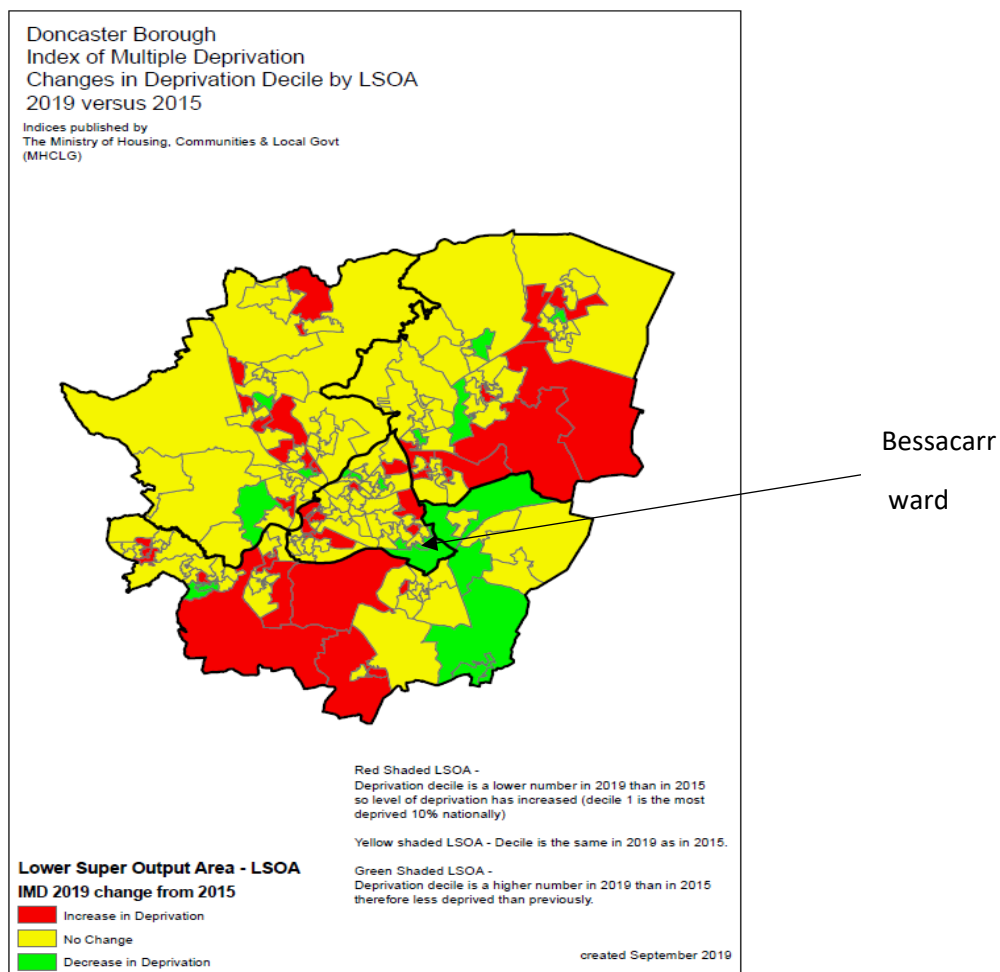 Doncaster Borough
Index of Multiple Deprivation
Changes in Deprivation Decile by LSOA
2019 versus 2015
Indices published by
The Ministry of Housing, Communities & Local Govt
(MHCLG)
Bessacarr
ward
Red Shaded LSOA -
Deprivation decile is a lower number in 2019 than in 2015
so level of deprivation has increased (decile 1 is the most
deprived 10% nationally)
Yellow shaded LSOA - Decile is the same in 2019 as in 2015.
Green Shaded LSOA -
Deprivation decile is a higher number in 2019 than in 2015
therefore less deprived than previously.
Lower Super Output Area - LSOA
IMD 2019 change from 2015
Increase in Deprivation
No Change
Decrease in Deprivation
created September 2019